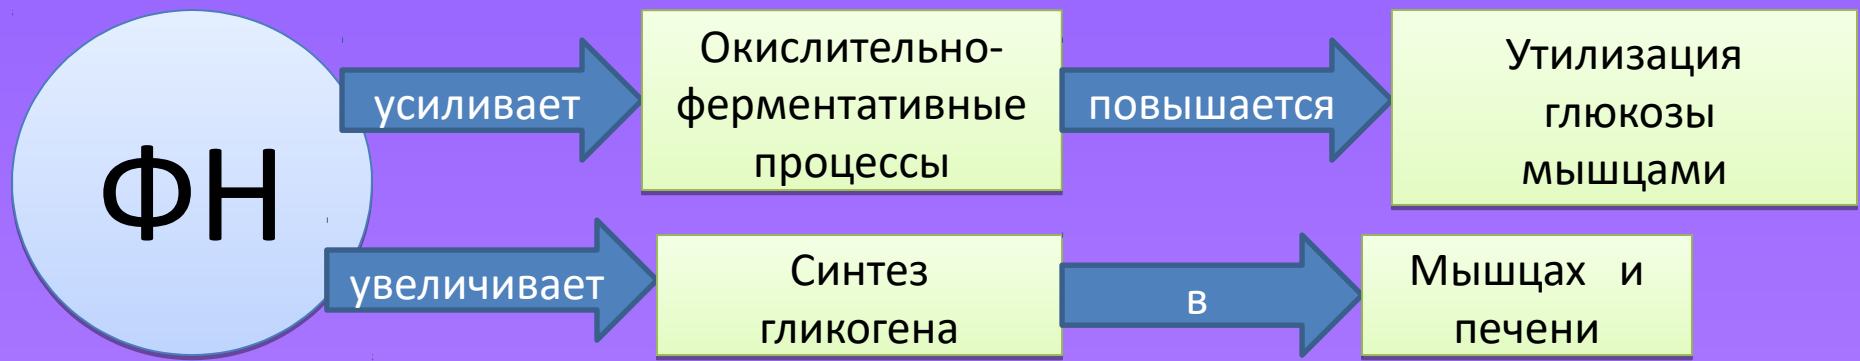 ФН
усиливает
Окислительно-
ферментативные
процессы
повышается
Утилизация
глюкозы
мышцами
увеличивает
Синтез
гликогена
в
Мышцах и
печени